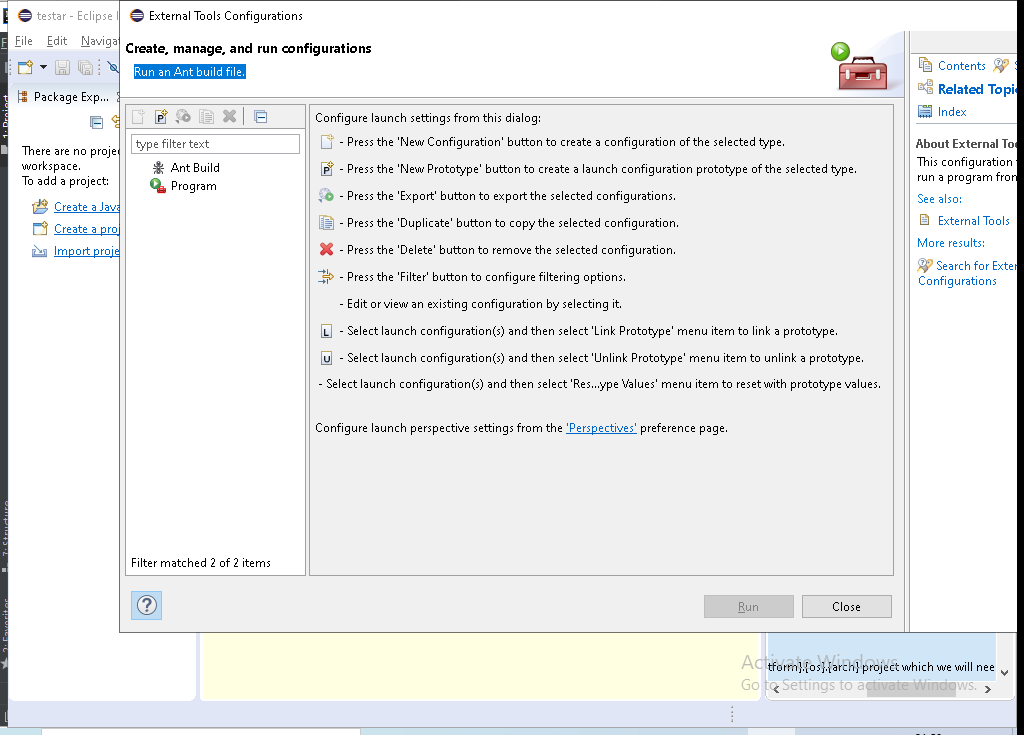 testar - Eclipse I
External Tools Configurations
File Edit Naviga
Create, manage, and run configurations
Run an Ant build file.
Package Exp...
There are no proje
workspace.
To add a project:
Create a Java
Create a proj
Import proje
type filter text
Ant Build
Program
Filter matched 2 of 2 items
Configure launch settings from this dialog:
- Press the 'New Configuration' button to create a configuration of the selected type.
- Press the 'New Prototype' button to create a launch configuration prototype of the selected type.
- Press the 'Export' button to export the selected configurations.
- Press the 'Duplicate' button to copy the selected configuration.
- Press the 'Delete' button to remove the selected configuration.
- Press the 'Filter' button to configure filtering options.
- Edit or view an existing configuration by selecting it.
L - Select launch configuration(s) and then select 'Link Prototype' menu item to link a prototype.
U - Select launch configuration(s) and then select 'Unlink Prototype' menu item to unlink a prototype.
- Select launch configuration(s) and then select 'Res...ype Values' menu item to reset with prototype values.
Configure launch perspective settings from the 'Perspectives' preference page.
?
Run
Close
Contents
Related Topi
Index
About External Too
This configuration
run a program from
See also:
External Tools
More results:
Search for Exter
Configurations
tform}.{os}.{arch} project which we will nee
Activate Windows
Go to Settings to activate Windows.